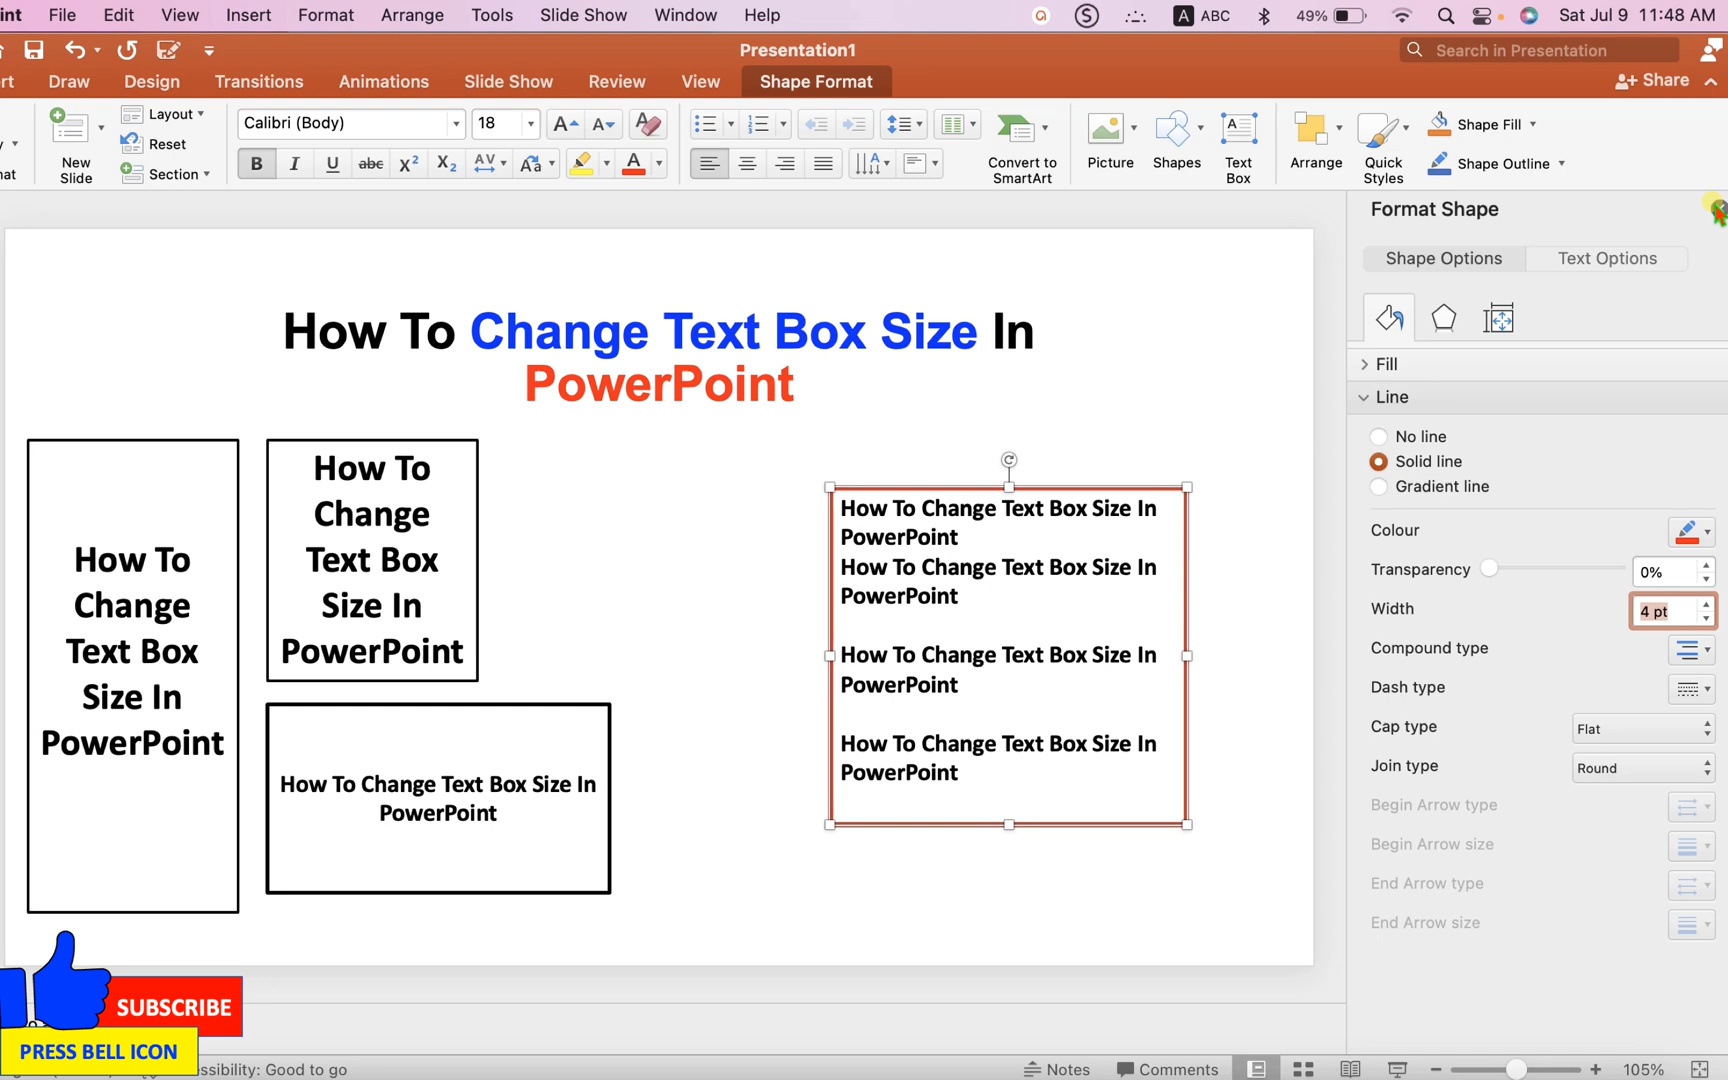 int File Edit View Insert Format Arrange Tools Slide Show Window Help A ABC 49% Sat Jul 9 11:48 AM
Presentation1
Search in Presentation
rt Draw Design Transitions Animations Slide Show Review View Shape Format
Share
New Slide
Layout
Reset
Section
Calibri (Body) 18
B I U abc X² X₂ AV Aa A
Convert to SmartArt
Picture
Shapes
Text Box
Arrange
Quick Styles
Shape Fill
Shape Outline
How To Change Text Box Size In
PowerPoint
How To
Change
Text Box
Size In
PowerPoint
How To
Change
Text Box
Size In
PowerPoint
How To Change Text Box Size In
PowerPoint
How To Change Text Box Size In
PowerPoint
How To Change Text Box Size In
PowerPoint
How To Change Text Box Size In
PowerPoint
How To Change Text Box Size In
PowerPoint
Format Shape
Shape Options Text Options
Fill
Line
No line
Solid line
Gradient line
Colour
Transparency 0%
Width 4 pt
Compound type
Dash type
Cap type Flat
Join type Round
Begin Arrow type
Begin Arrow size
End Arrow type
End Arrow size
SUBSCRIBE
PRESS BELL ICON
ssibility: Good to go
Notes Comments 105%